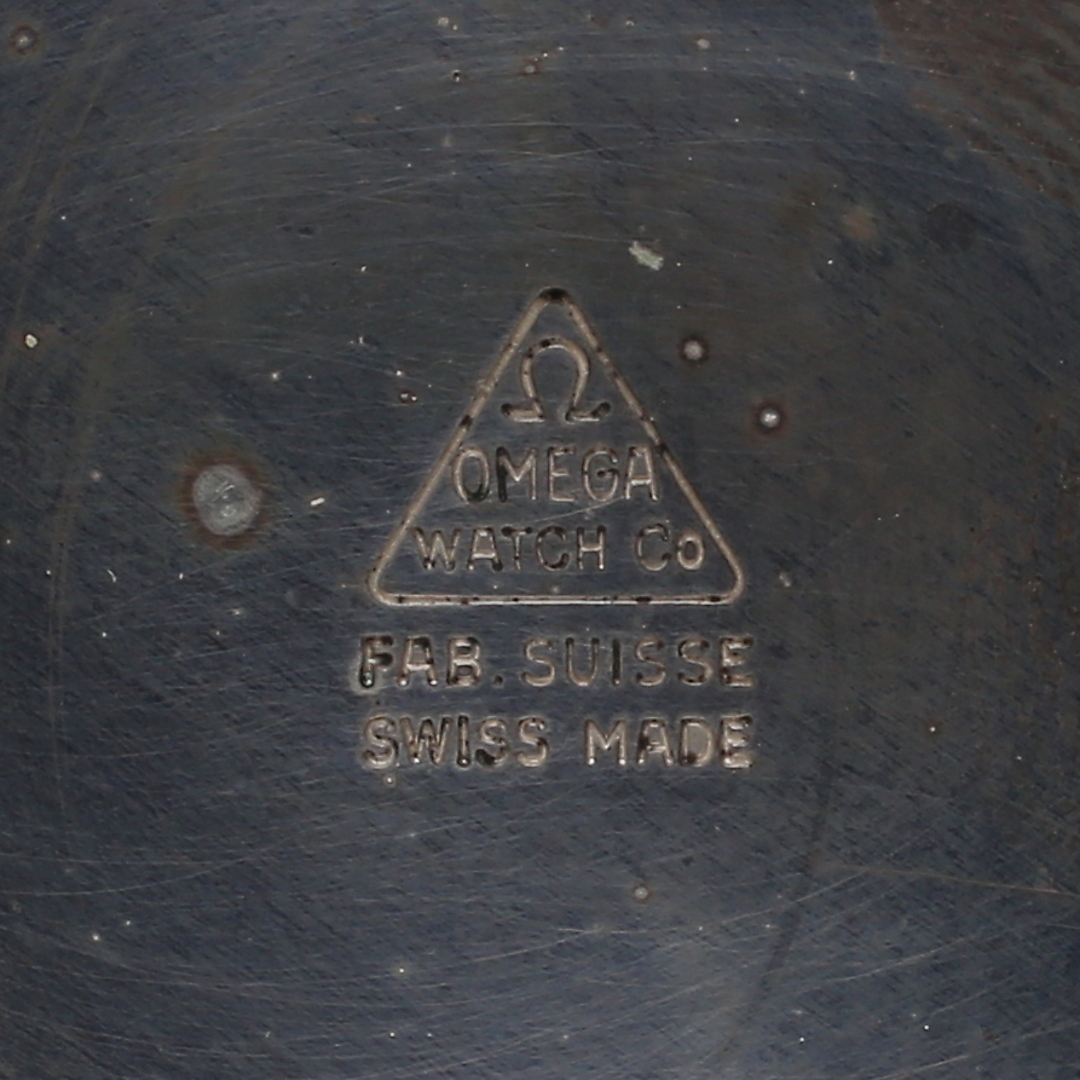 Ω
OMEGA
WATCH Co
FAB. SUISSE
SWISS MADE